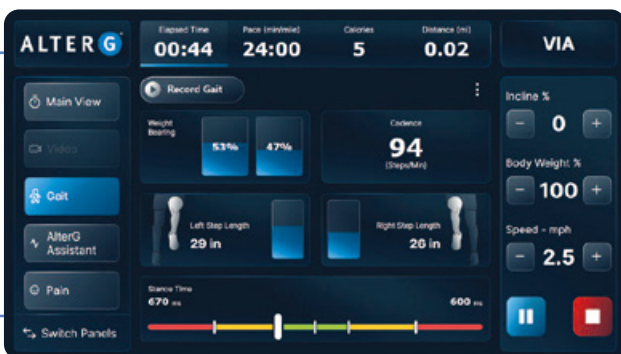 ALTER G
Elapsed Time
00:44
Pace (min/mile)
24:00
Calories
5
Distance (mi)
0.02
VIA
Main View
Video
Gait
AlterG
Assistant
Pain
Switch Panels
Record Gait
Weight
Bearing
53%
47%
Cadence
94
(Steps/Min)
Left Step Length
29 in
Right Step Length
26 in
Stance Time
670 ms
600 ms
Incline %
- 0 +
Body Weight %
- 100 +
Speed - mph
- 2.5 +